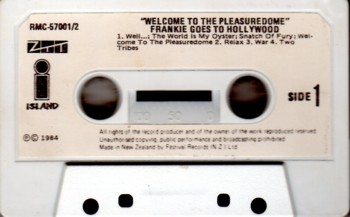 RMC-57001/2
"WELCOME TO THE PLEASUREDOME"
FRANKIE GOES TO HOLLYWOOD
1. Well...; The World is My Oyster; Snatch Of Fury; Wel-
come To The Pleasuredome 2. Relax 3. War 4. Two
Tribes
ZTT
ISLAND
SIDE 1
100 50 0
℗© 1984
All rights of the record producer and of the owner of the work reproduced reserved
Unauthorised copying, public performance and broadcasting prohibited
Made in New Zealand by Festival Records (N Z) Ltd